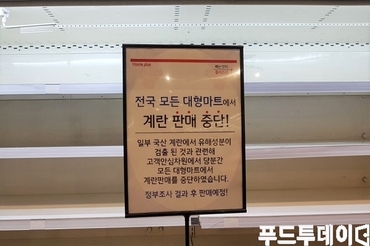 전국 모든 대형마트에서
계란 판매 중단!
일부 국산 계란에서 유해성분이
검출 된 것과 관련해
고객안심차원에서 당분간
모든 대형마트에서
계란판매를 중단하였습니다.
정부조사 결과 후 판매예정!
푸드투데이